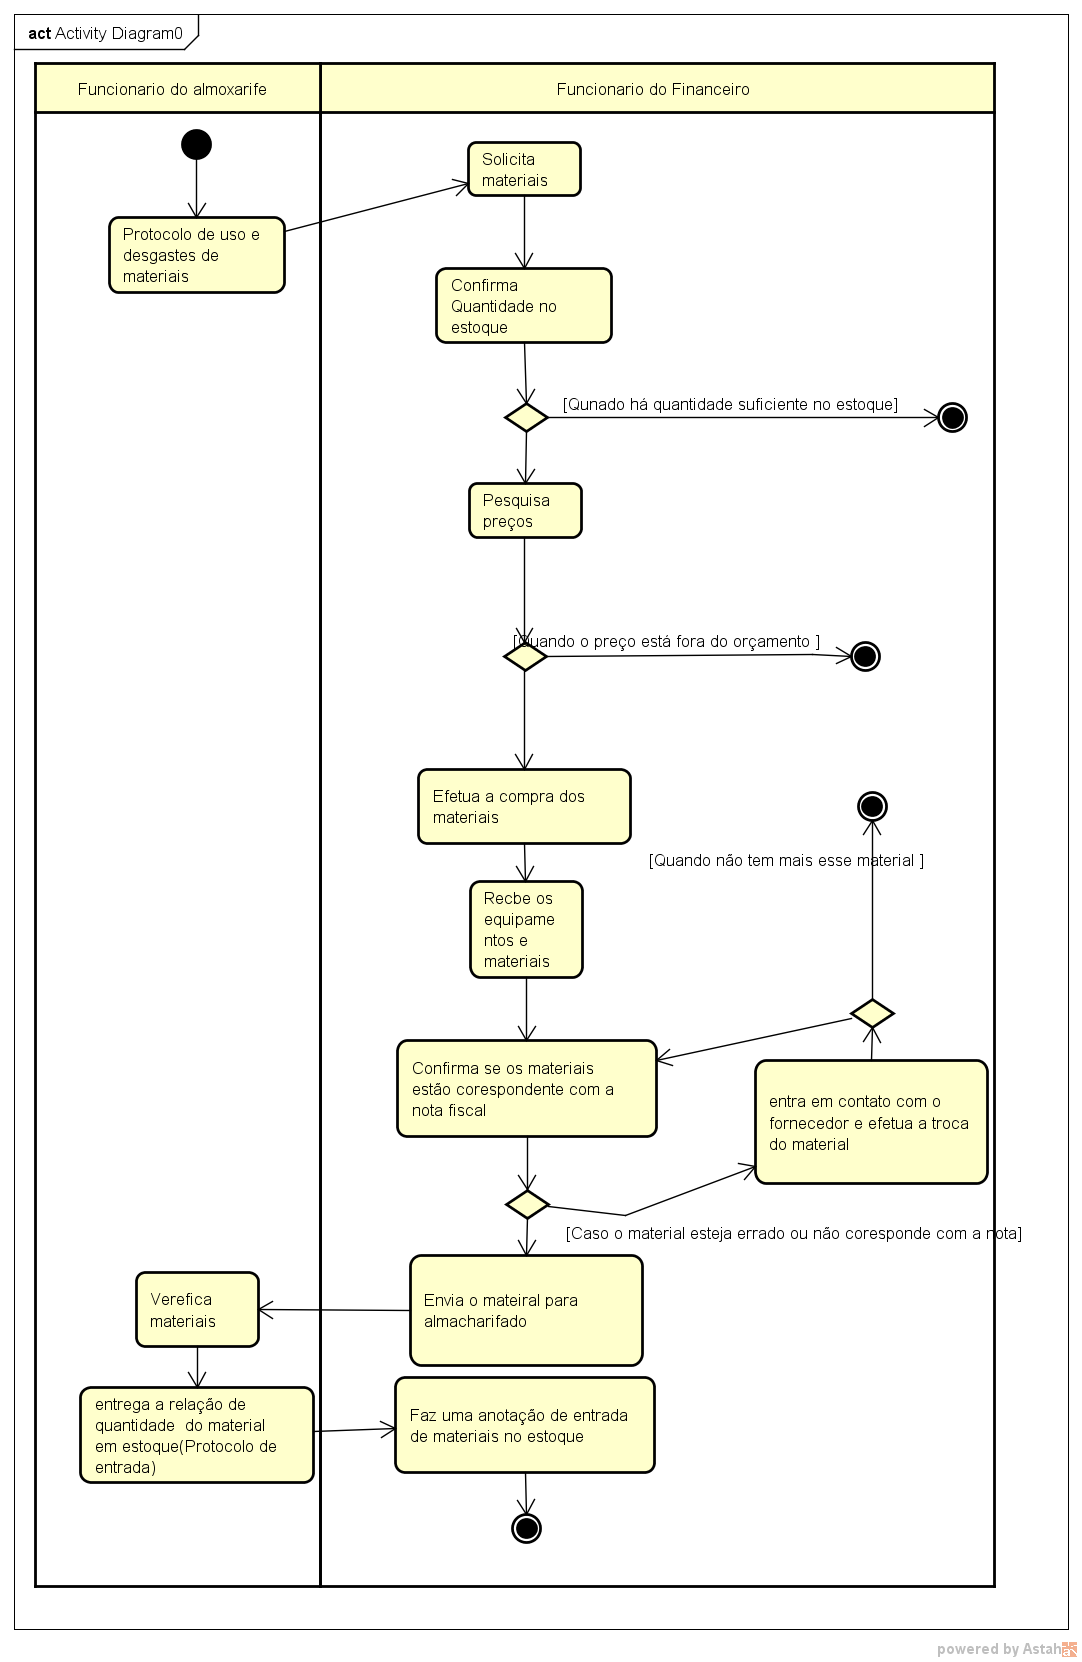 act Activity Diagram0
Funcionario do almoxarife
Funcionario do Financeiro
Solicita
materiais
Protocolo de uso e
desgastes de
materiais
Confirma
Quantidade no
estoque
[Qunado há quantidade suficiente no estoque]
Pesquisa
preços
[Quando o preço está fora do orçamento ]
Efetua a compra dos
materiais
[Quando não tem mais esse material ]
Recbe os
equipame
ntos e
materiais
Confirma se os materiais
estão corespondente com a
nota fiscal
entra em contato com o
fornecedor e efetua a troca
do material
[Caso o material esteja errado ou não coresponde com a nota]
Envia o mateiral para
almacharifado
Verefica
materiais
entrega a relação de
quantidade  do material
em estoque(Protocolo de
entrada)
Faz uma anotação de entrada
de materiais no estoque
powered by Astah